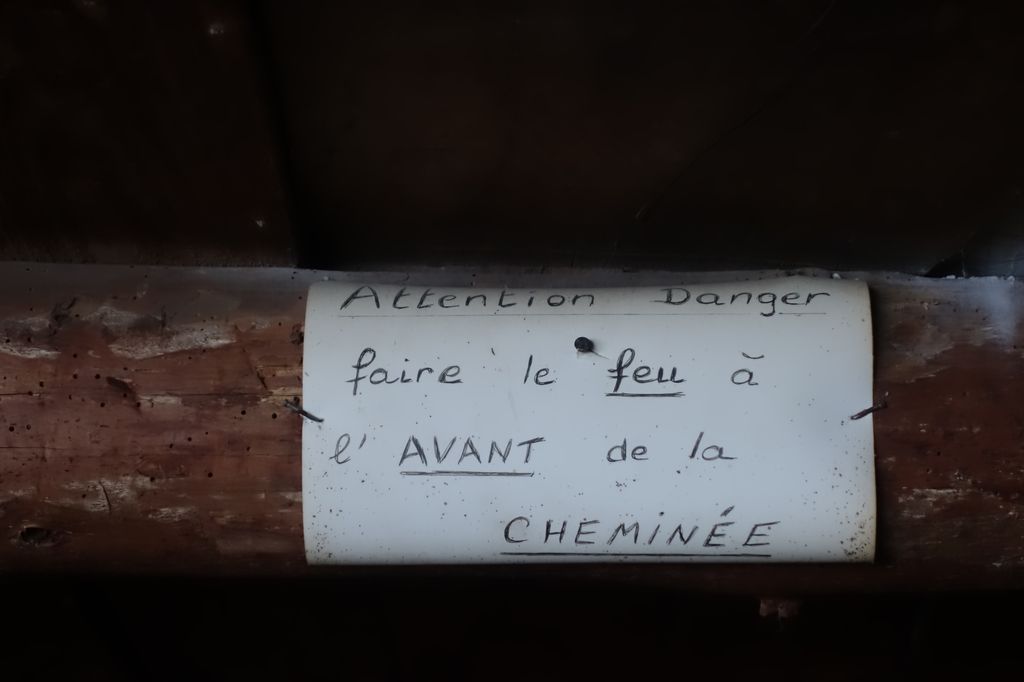 Attention Danger
faire le feu à
l' AVANT de la
CHEMINÉE